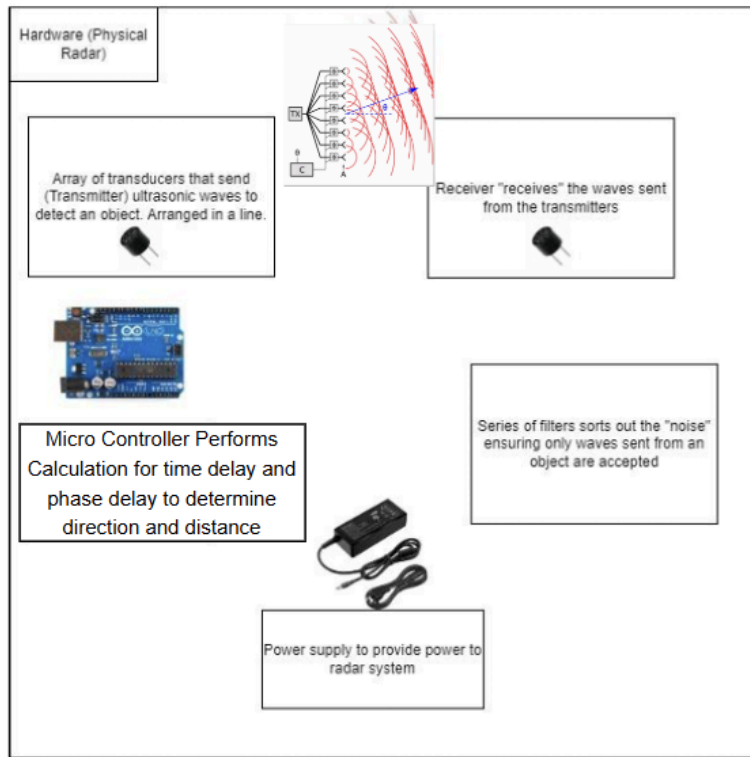 Hardware (Physical
Radar)
TX
θ
C
A
θ
Array of transducers that send
(Transmitter) ultrasonic waves to
detect an object. Arranged in a line.
Receiver "receives" the waves sent
from the transmitters
UNO
Micro Controller Performs
Calculation for time delay and
phase delay to determine
direction and distance
Series of filters sorts out the "noise"
ensuring only waves sent from an
object are accepted
Power supply to provide power to
radar system